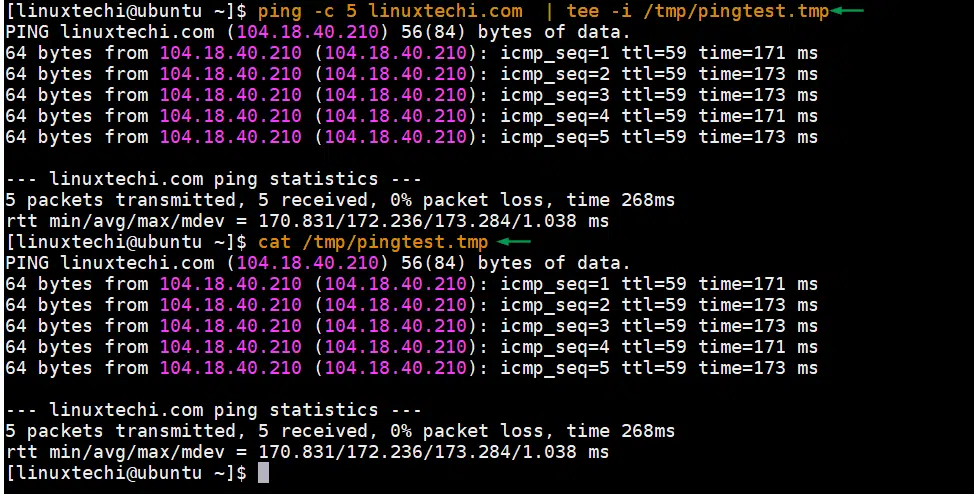 [linuxtechi@ubuntu ~]$ ping -c 5 linuxtechi.com  | tee -i /tmp/pingtest.tmp
PING linuxtechi.com (104.18.40.210) 56(84) bytes of data.
64 bytes from 104.18.40.210 (104.18.40.210): icmp_seq=1 ttl=59 time=171 ms
64 bytes from 104.18.40.210 (104.18.40.210): icmp_seq=2 ttl=59 time=173 ms
64 bytes from 104.18.40.210 (104.18.40.210): icmp_seq=3 ttl=59 time=173 ms
64 bytes from 104.18.40.210 (104.18.40.210): icmp_seq=4 ttl=59 time=171 ms
64 bytes from 104.18.40.210 (104.18.40.210): icmp_seq=5 ttl=59 time=173 ms

--- linuxtechi.com ping statistics ---
5 packets transmitted, 5 received, 0% packet loss, time 268ms
rtt min/avg/max/mdev = 170.831/172.236/173.284/1.038 ms
[linuxtechi@ubuntu ~]$ cat /tmp/pingtest.tmp
PING linuxtechi.com (104.18.40.210) 56(84) bytes of data.
64 bytes from 104.18.40.210 (104.18.40.210): icmp_seq=1 ttl=59 time=171 ms
64 bytes from 104.18.40.210 (104.18.40.210): icmp_seq=2 ttl=59 time=173 ms
64 bytes from 104.18.40.210 (104.18.40.210): icmp_seq=3 ttl=59 time=173 ms
64 bytes from 104.18.40.210 (104.18.40.210): icmp_seq=4 ttl=59 time=171 ms
64 bytes from 104.18.40.210 (104.18.40.210): icmp_seq=5 ttl=59 time=173 ms

--- linuxtechi.com ping statistics ---
5 packets transmitted, 5 received, 0% packet loss, time 268ms
rtt min/avg/max/mdev = 170.831/172.236/173.284/1.038 ms
[linuxtechi@ubuntu ~]$